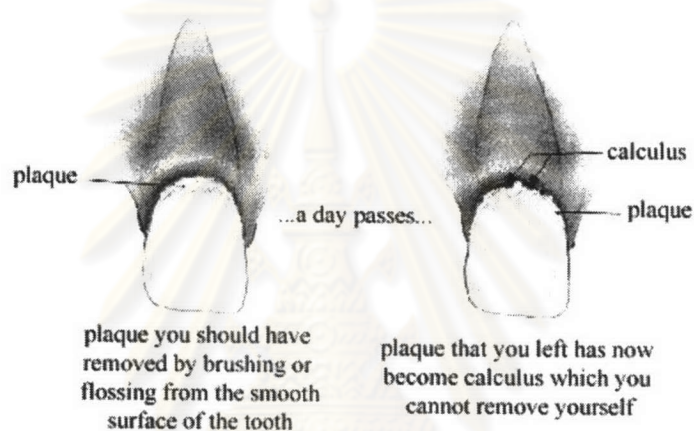 plaque
...a day passes...
calculus
plaque
plaque you should have
removed by brushing or
flossing from the smooth
surface of the tooth
plaque that you left has now
become calculus which you
cannot remove yourself